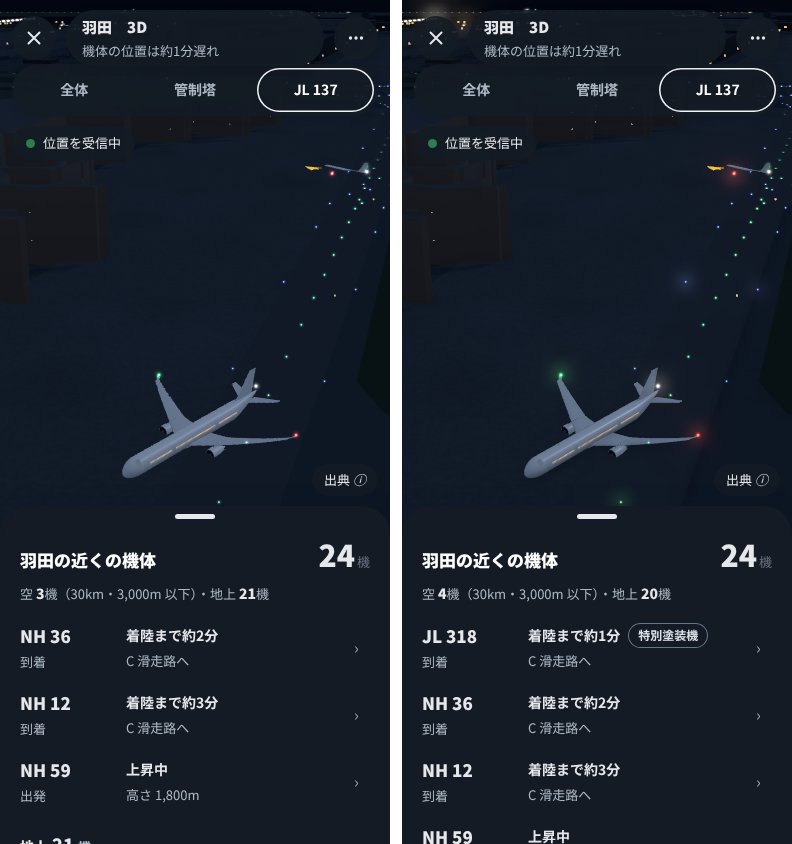 羽田 3D
機体の位置は約1分遅れ
全体 管制塔 JL 137
位置を受信中
出典
羽田の近くの機体 24機
空 3機（30km・3,000m 以下）・地上 21機
NH 36 着陸まで約2分
到着 C 滑走路へ
NH 12 着陸まで約3分
到着 C 滑走路へ
NH 59 上昇中
出発 高さ 1,800m
地上 21機
羽田 3D
機体の位置は約1分遅れ
全体 管制塔 JL 137
位置を受信中
出典
羽田の近くの機体 24機
空 4機（30km・3,000m 以下）・地上 20機
JL 318 着陸まで約1分 特別塗装機
到着 C 滑走路へ
NH 36 着陸まで約2分
到着 C 滑走路へ
NH 12 着陸まで約3分
到着 C 滑走路へ
NH 59 上昇中